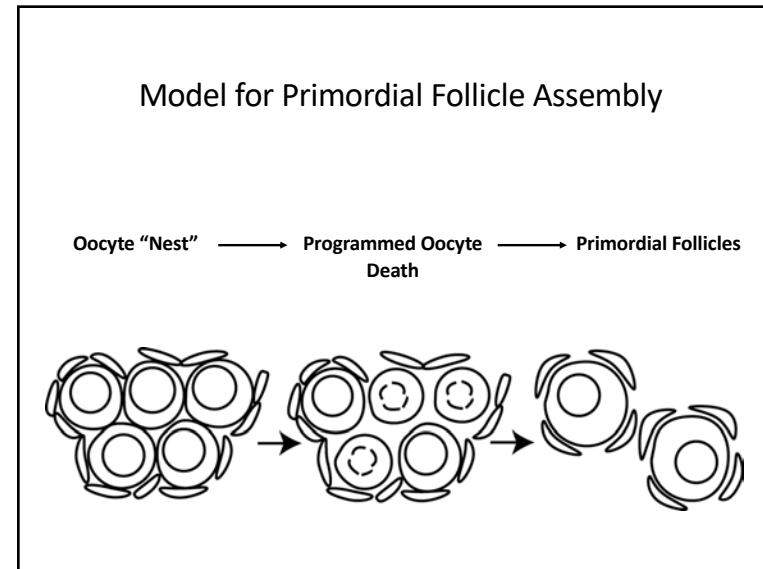 Model for Primordial Follicle Assembly
Oocyte “Nest” Programmed Oocyte Primordial Follicles
Death